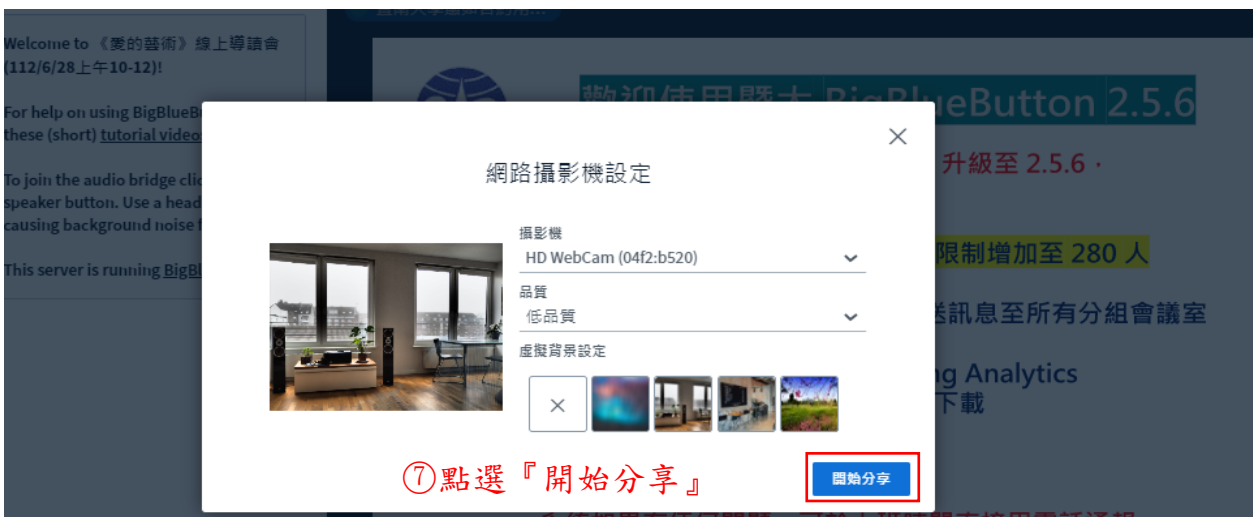 Welcome to 《愛的藝術》線上導讀會
(112/6/28上午10-12)!
For help on using BigBlueB
these (short) tutorial video
To join the audio bridge clic
speaker button. Use a head
causing background noise f
This server is running BigBl
歡迎使用暨大 BigBlueButton 2.5.6
升級至 2.5.6，
限制增加至 280 人
送訊息至所有分組會議室
ng Analytics
下載
網路攝影機設定
攝影機
HD WebCam (04f2:b520)
品質
低品質
虛擬背景設定
⑦點選『開始分享』
開始分享